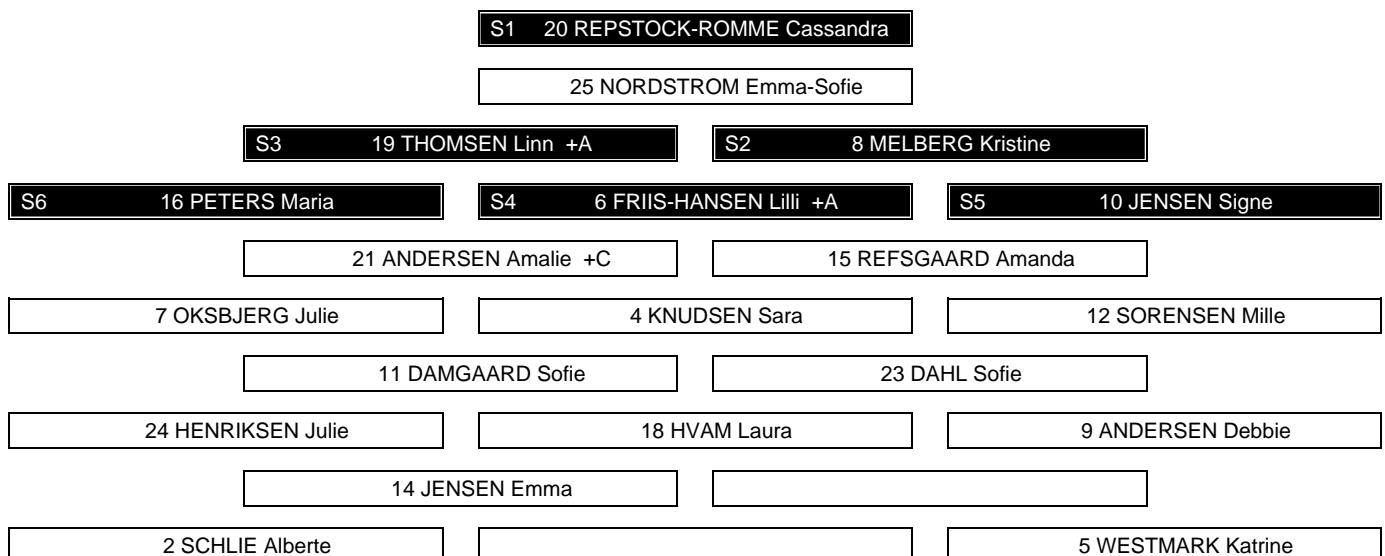 S1 20 REPSTOCK-ROMME Cassandra
25 NORDSTROM Emma-Sofie
S3 19 THOMSEN Linn +A
S2 8 MELBERG Kristine
S6 16 PETERS Maria
S4 6 FRIIS-HANSEN Lilli +A
S5 10 JENSEN Signe
21 ANDERSEN Amalie +C
15 REFSGAARD Amanda
7 OKSBJERG Julie
4 KNUDSEN Sara
12 SORENSEN Mille
11 DAMGAARD Sofie
23 DAHL Sofie
24 HENRIKSEN Julie
18 HVAM Laura
9 ANDERSEN Debbie
14 JENSEN Emma
2 SCHLIE Alberte
5 WESTMARK Katrine